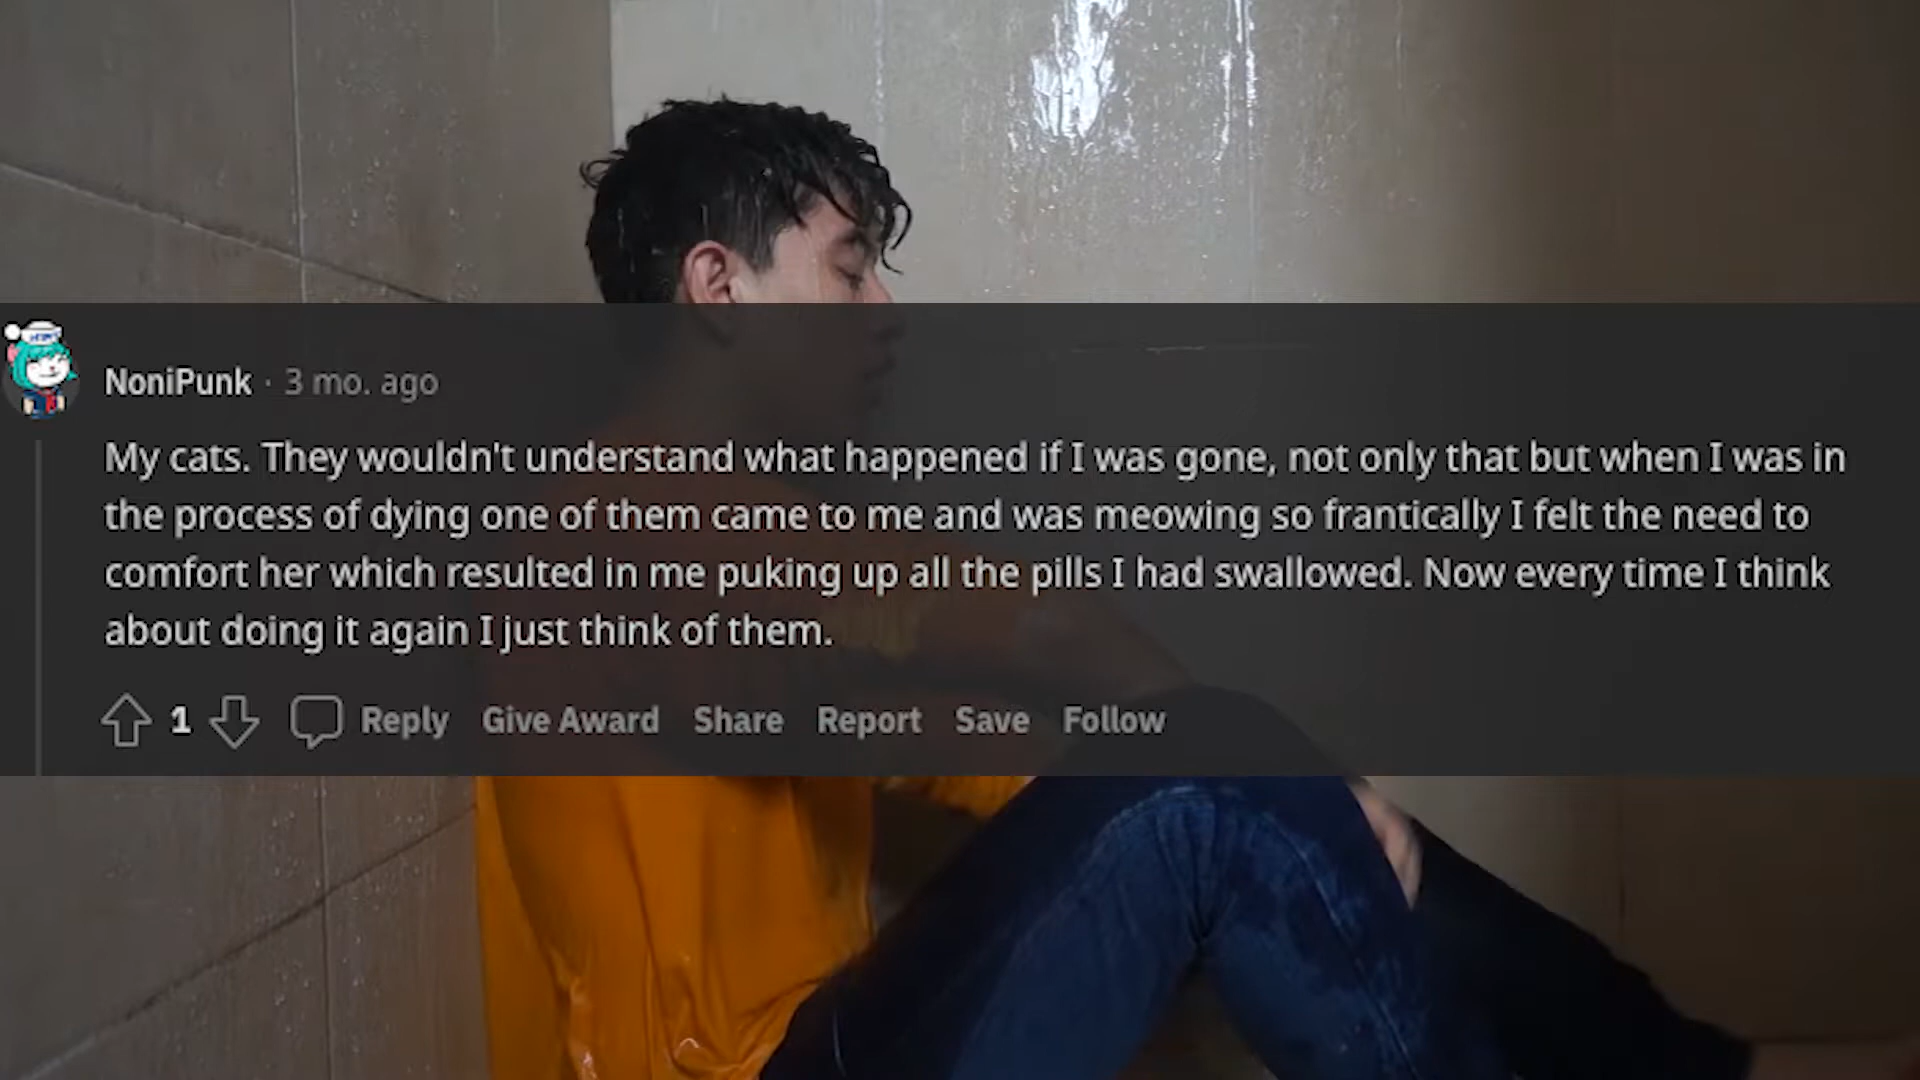 NoniPunk · 3 mo. ago
My cats. They wouldn't understand what happened if I was gone, not only that but when I was in
the process of dying one of them came to me and was meowing so frantically I felt the need to
comfort her which resulted in me puking up all the pills I had swallowed. Now every time I think
about doing it again I just think of them.
1 Reply Give Award Share Report Save Follow